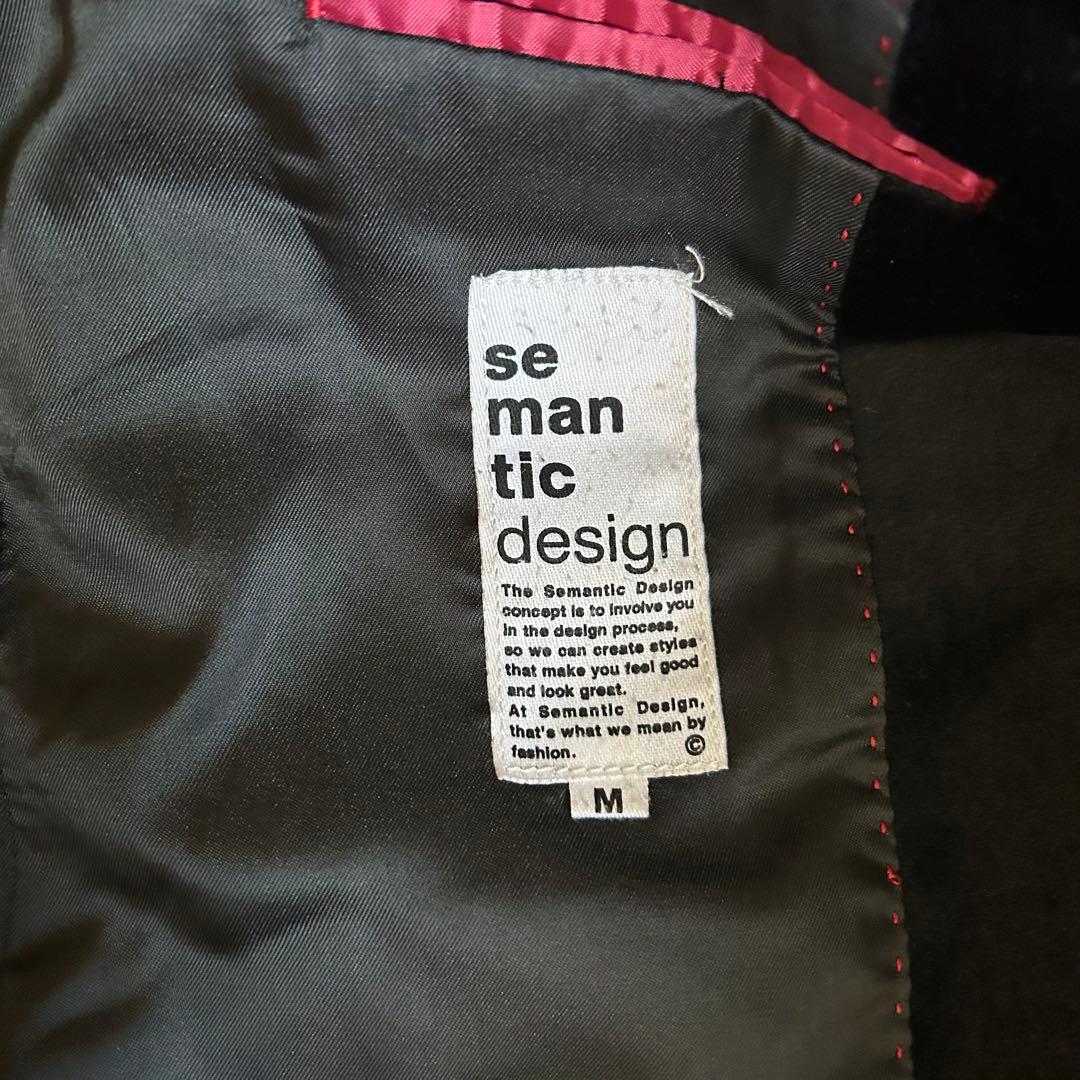 se
man
tic
design
The Semantic Design
concept is to involve you
in the design process,
so we can create styles
that make you feel good
and look great.
At Semantic Design,
that's what we mean by
fashion. ©
M